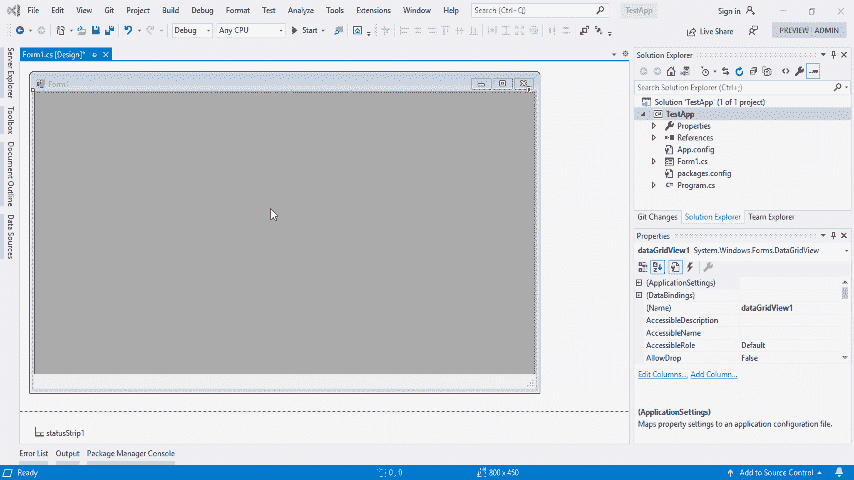 File Edit View Git Project Build Debug Format Test Analyze Tools Extensions Window Help Search (Ctrl+Q) TestApp Sign in
Debug Any CPU Start Live Share PREVIEW ADMIN
Server Explorer
Toolbox
Document Outline
Data Sources
Form1.cs [Design]*
Form1
statusStrip1
Solution Explorer
Search Solution Explorer (Ctrl+;)
Solution 'TestApp' (1 of 1 project)
C# TestApp
Properties
References
App.config
Form1.cs
packages.config
C# Program.cs
Git Changes Solution Explorer Team Explorer
Properties
dataGridView1 System.Windows.Forms.DataGridView
(ApplicationSettings)
(DataBindings)
(Name) dataGridView1
AccessibleDescription
AccessibleName
AccessibleRole Default
AllowDrop False
Edit Columns... Add Column...
(ApplicationSettings)
Maps property settings to an application configuration file.
Error List Output Package Manager Console
Ready 0 , 0 800 x 450 Add to Source Control